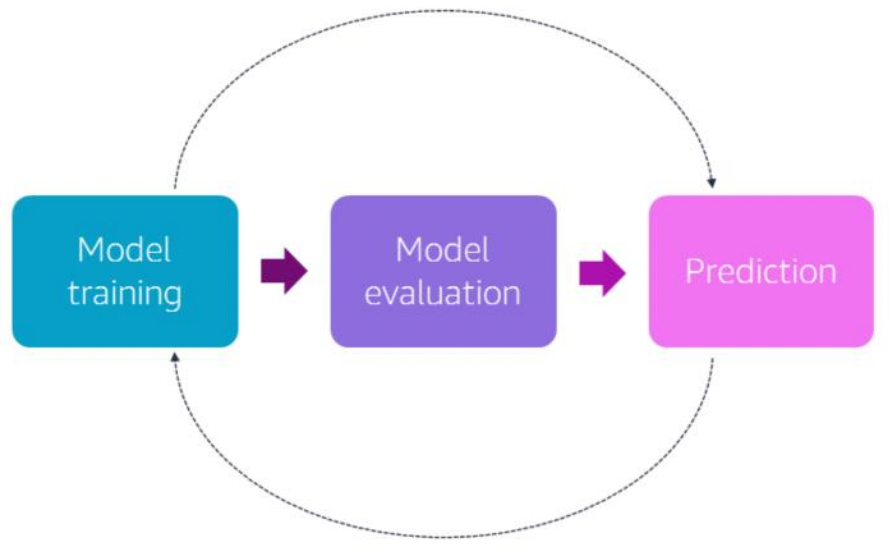 Model
training
Model
evaluation
Prediction